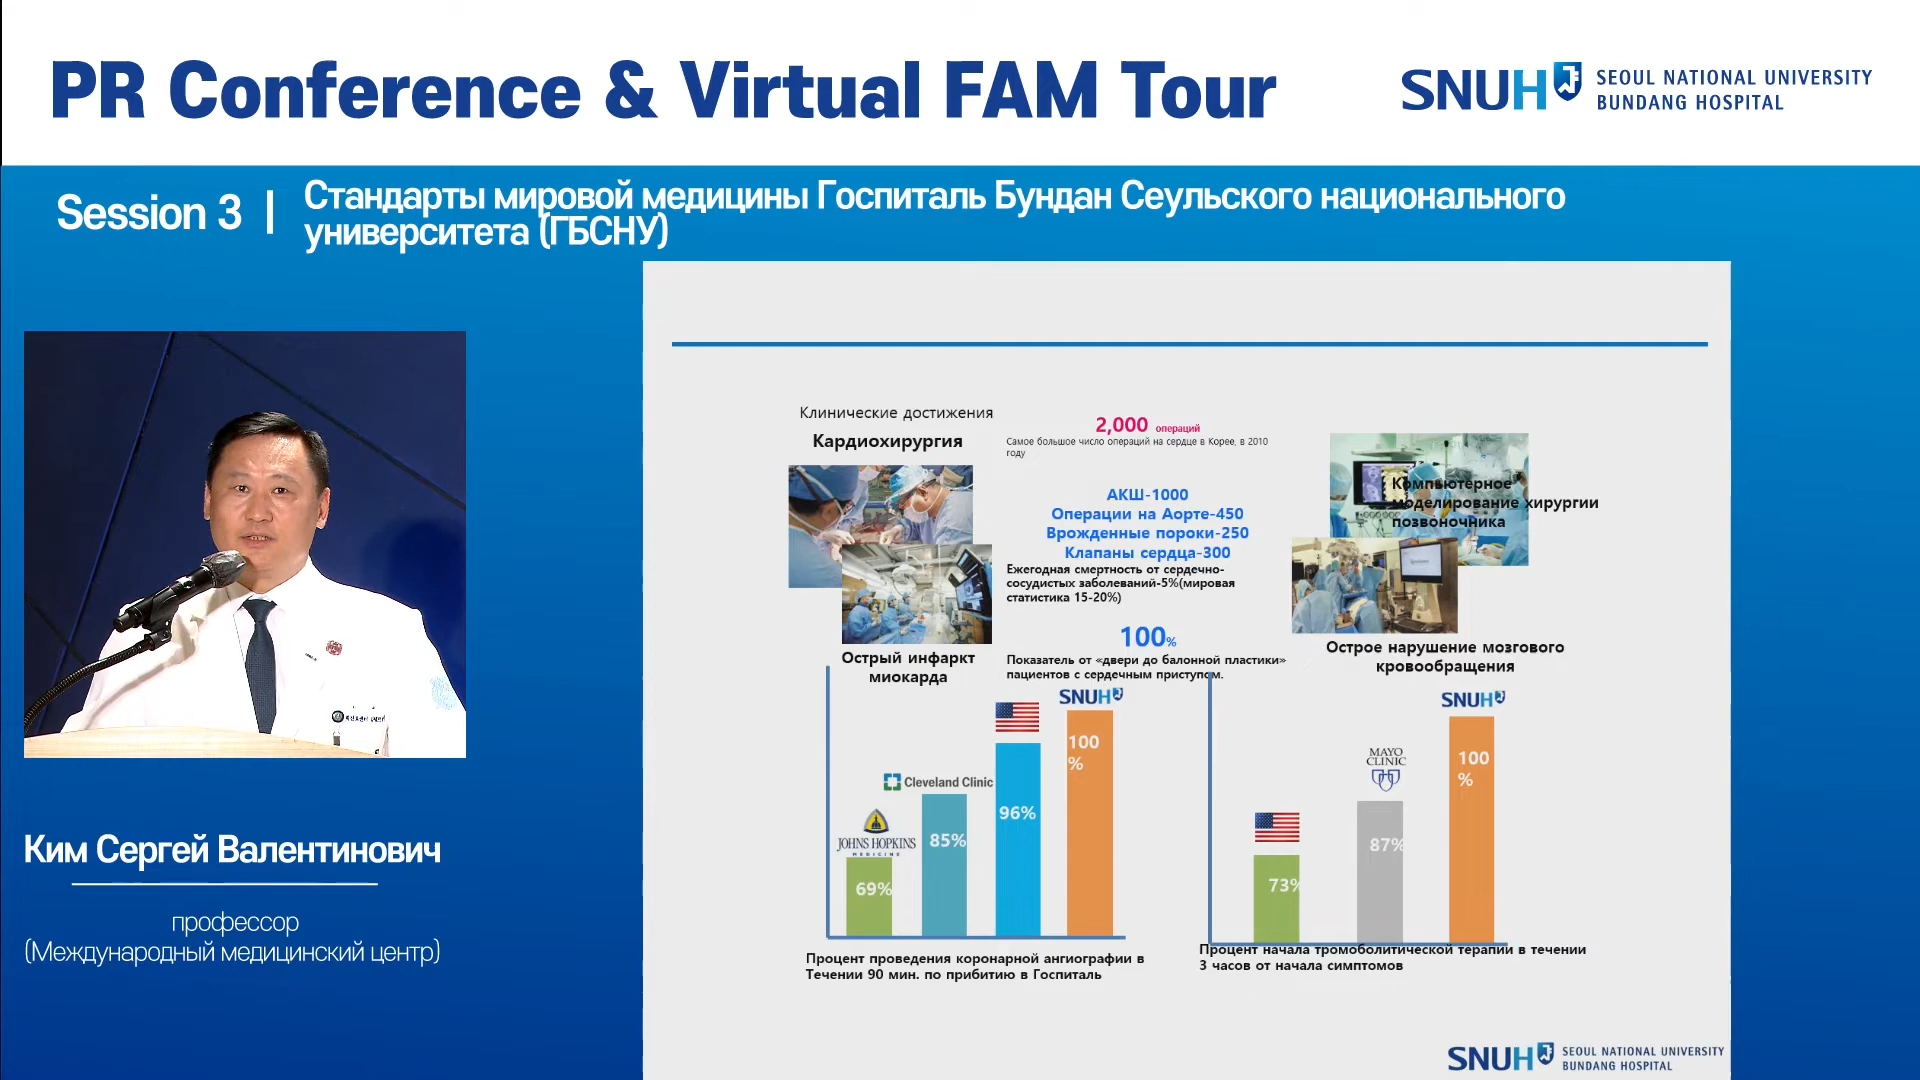 PR Conference & Virtual FAM Tour
SNUH SEOUL NATIONAL UNIVERSITY
BUNDANG HOSPITAL
Session 3 |
Стандарты мировой медицины Госпиталь Бундан Сеульского национального
университета (ГБСНУ)
Ким Сергей Валентинович
профессор
(Международный медицинский центр)
Клинические достижения
Кардиохирургия
2,000 операций
Самое большое число операций на сердце в Корее, в 2010
году
АКШ-1000
Операции на Аорте-450
Врожденные пороки-250
Клапаны сердца-300
Ежегодная смертность от сердечно-
сосудистых заболеваний-5%(мировая
статистика 15-20%)
100%
Показатель от «двери до балонной пластики»
пациентов с сердечным приступом.
Компьютерное
моделирование хирургии
позвоночника
Острый инфаркт
миокарда
JOHNS HOPKINS
MEDICINE
69%
Cleveland Clinic
85%
96%
SNUH
100
%
Процент проведения коронарной ангиографии в
Течении 90 мин. по прибитию в Госпиталь
Острое нарушение мозгового
кровообращения
73%
MAYO
CLINIC
87%
SNUH
100
%
Процент начала тромоболитической терапии в течении
3 часов от начала симптомов
SNUH SEOUL NATIONAL UNIVERSITY
BUNDANG HOSPITAL